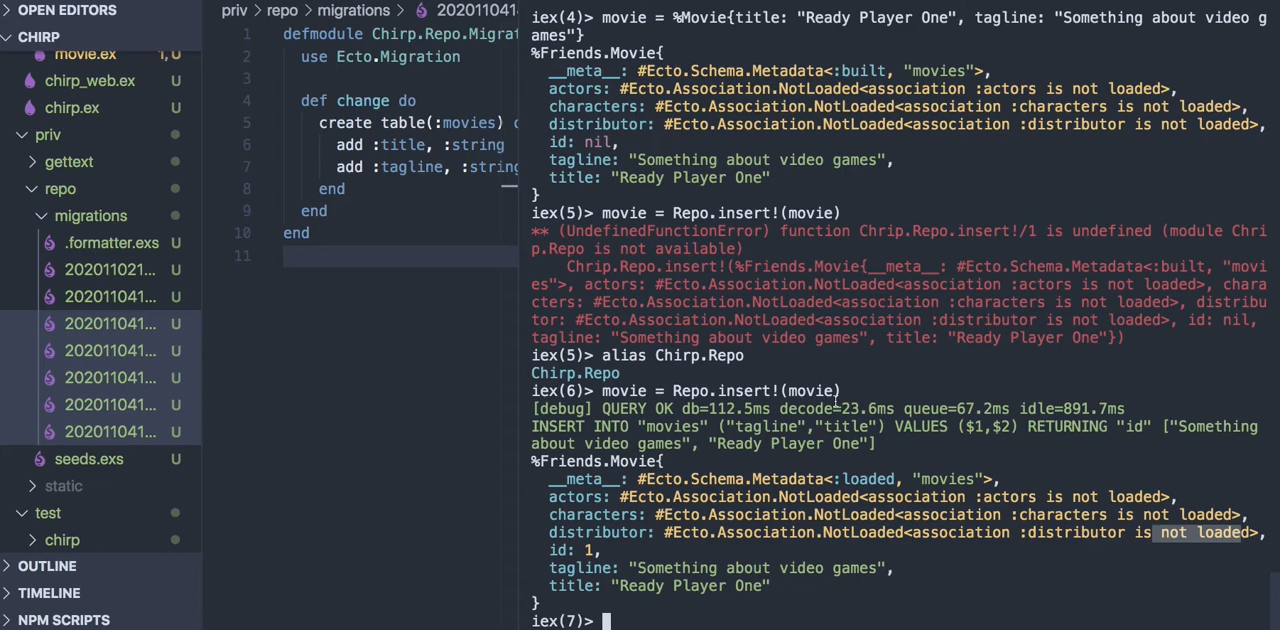 OPEN EDITORS
CHIRP
movie.ex 1, U
chirp_web.ex U
chirp.ex U
priv
gettext
repo
migrations
.formatter.exs U
202011021... U
202011041... U
202011041... U
202011041... U
202011041... U
202011041... U
202011041... U
seeds.exs U
static
test
chirp
OUTLINE
TIMELINE
NPM SCRIPTS
priv > repo > migrations > 202011041
1 defmodule Chirp.Repo.Migrat
2 use Ecto.Migration
3
4 def change do
5 create table(:movies)
6 add :title, :string
7 add :tagline, :string
8 end
9 end
10 end
11
iex(4)> movie = %Movie{title: "Ready Player One", tagline: "Something about video g
ames"}
%Friends.Movie{
__meta__: #Ecto.Schema.Metadata<:built, "movies">,
actors: #Ecto.Association.NotLoaded<association :actors is not loaded>,
characters: #Ecto.Association.NotLoaded<association :characters is not loaded>,
distributor: #Ecto.Association.NotLoaded<association :distributor is not loaded>,
id: nil,
tagline: "Something about video games",
title: "Ready Player One"
}
iex(5)> movie = Repo.insert!(movie)
** (UndefinedFunctionError) function Chirp.Repo.insert!/1 is undefined (module Chri
p.Repo is not available)
Chirp.Repo.insert!(%Friends.Movie{__meta__: #Ecto.Schema.Metadata<:built, "movi
es">, actors: #Ecto.Association.NotLoaded<association :actors is not loaded>, chara
cters: #Ecto.Association.NotLoaded<association :characters is not loaded>, distribu
tor: #Ecto.Association.NotLoaded<association :distributor is not loaded>, id: nil,
tagline: "Something about video games", title: "Ready Player One"})
iex(5)> alias Chirp.Repo
Chirp.Repo
iex(6)> movie = Repo.insert!(movie)
[debug] QUERY OK db=112.5ms decode=23.6ms queue=67.2ms idle=891.7ms
INSERT INTO "movies" ("tagline","title") VALUES ($1,$2) RETURNING "id" ["Something
about video games", "Ready Player One"]
%Friends.Movie{
__meta__: #Ecto.Schema.Metadata<:loaded, "movies">,
actors: #Ecto.Association.NotLoaded<association :actors is not loaded>,
characters: #Ecto.Association.NotLoaded<association :characters is not loaded>,
distributor: #Ecto.Association.NotLoaded<association :distributor is not loaded>,
id: 1,
tagline: "Something about video games",
title: "Ready Player One"
}
iex(7)>